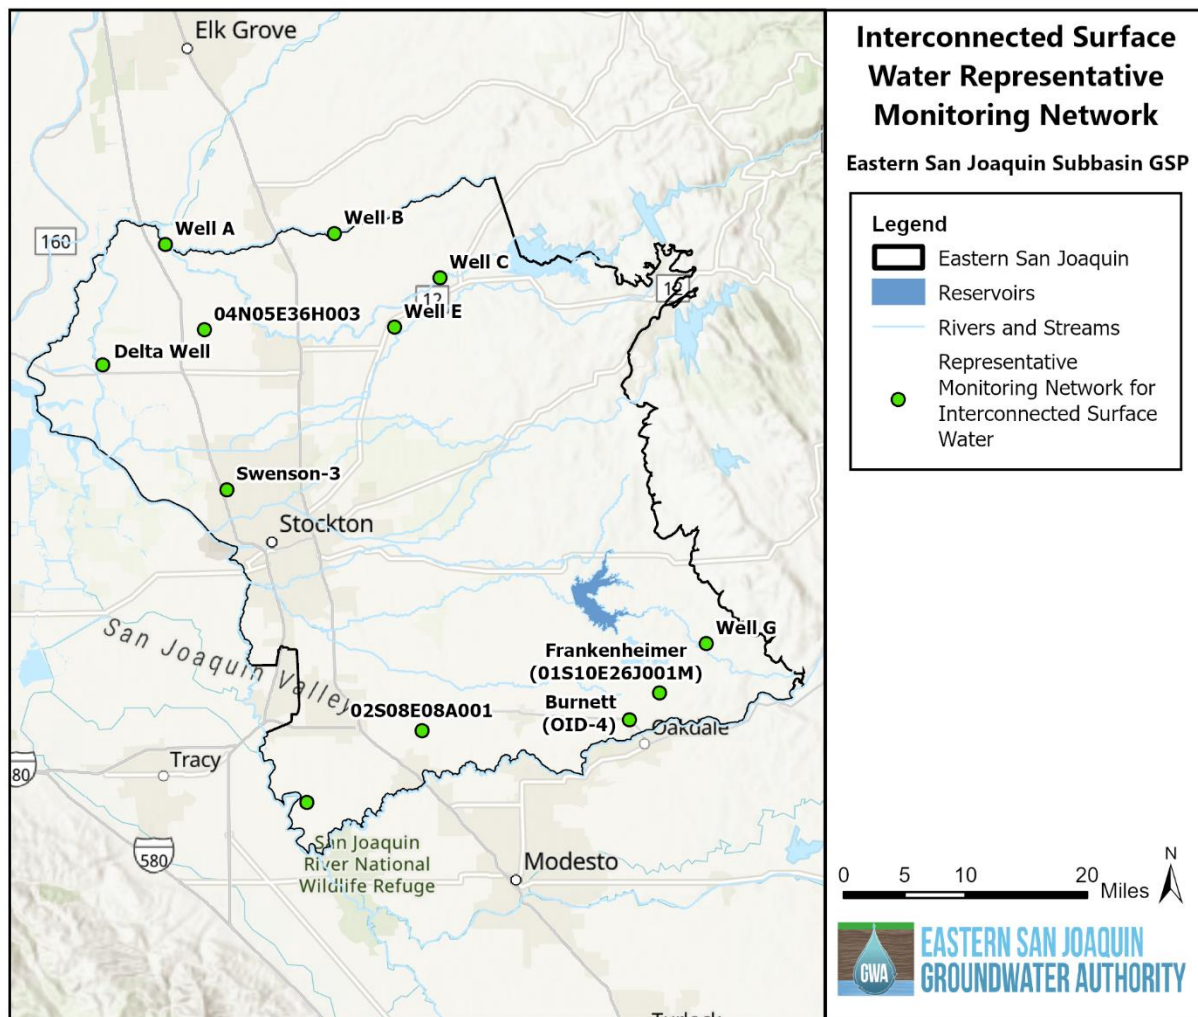 Elk Grove
Well A
Well B
160
Well C
12
12
04N05E36H003
Well E
Delta Well
Swenson-3
Stockton
San Joaquin Valley
Well G
Frankenheimer
(01S10E26J001M)
02S08E08A001
Burnett
(OID-4)
Oakdale
Tracy
80
580
San Joaquin
River National
Wildlife Refuge
Modesto
Turlock
Interconnected Surface
Water Representative
Monitoring Network
Eastern San Joaquin Subbasin GSP
Legend
Eastern San Joaquin
Reservoirs
Rivers and Streams
Representative
Monitoring Network for
Interconnected Surface
Water
N
0 5 10 20
Miles
GWA
EASTERN SAN JOAQUIN
GROUNDWATER AUTHORITY